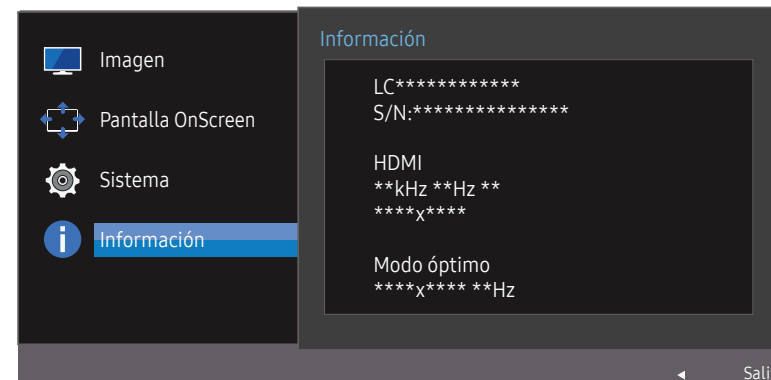 Imagen
Pantalla OnScreen
Sistema
Información
Información
LC************
S/N:***************
HDMI
**kHz **Hz **
****x****
Modo óptimo
****x**** **Hz
Sali